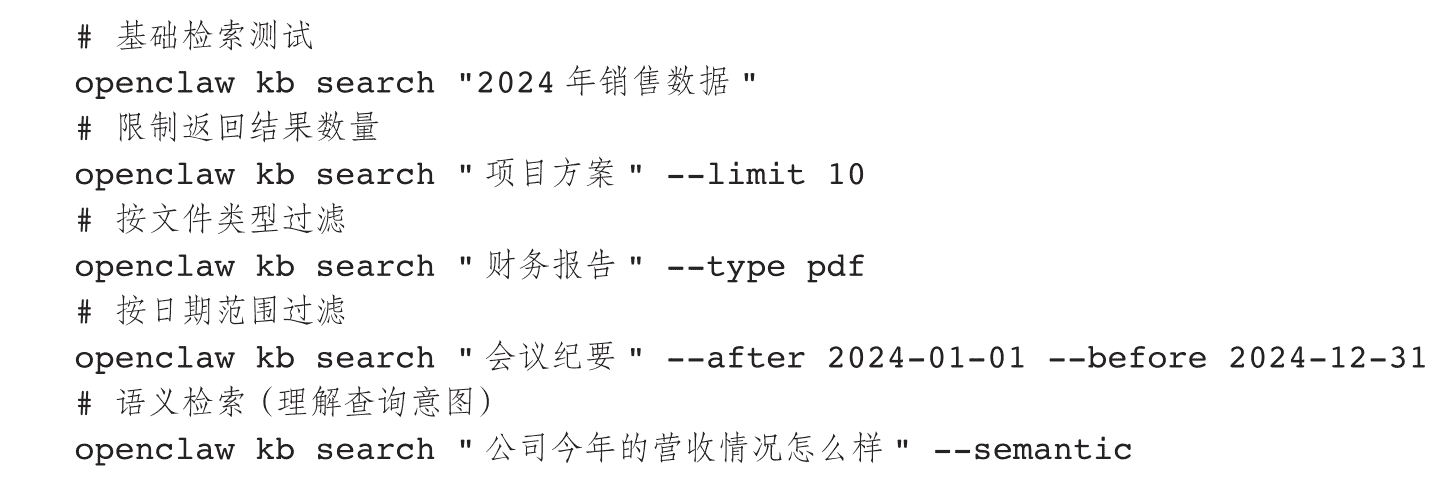 # 基础检索测试
openclaw kb search "2024 年销售数据 "
# 限制返回结果数量
openclaw kb search " 项目方案 " --limit 10
# 按文件类型过滤
openclaw kb search " 财务报告 " --type pdf
# 按日期范围过滤
openclaw kb search " 会议纪要 " --after 2024-01-01 --before 2024-12-31
# 语义检索（理解查询意图）
openclaw kb search " 公司今年的营收情况怎么样 " --semantic